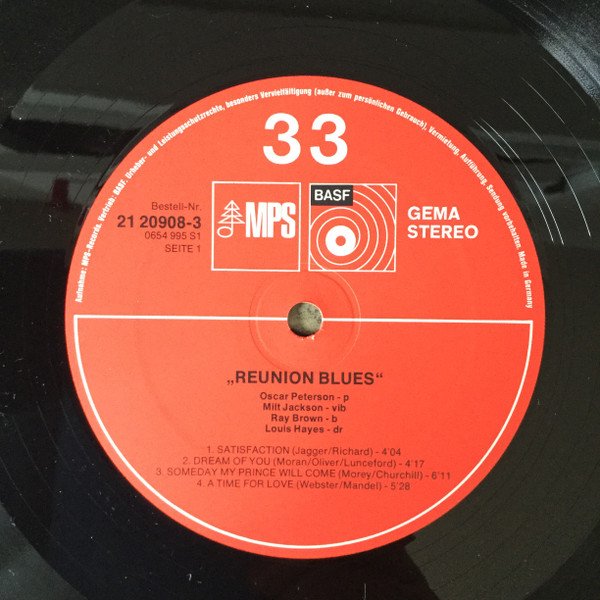 Aufnahme: MPS-Records, Vertrieb: BASF. Urheber- und Leistungsschutzrechte, besonders Vervielfältigung (außer zum persönlichen Gebrauch), Vermietung, Aufführung, Sendung vorbehalten. Made in Germany
33
Bestell-Nr.
21 20908-3
0654 995 S1
SEITE 1
MPS
BASF
GEMA
STEREO
„REUNION BLUES“
Oscar Peterson - p
Milt Jackson - vib
Ray Brown - b
Louis Hayes - dr
1. SATISFACTION (Jagger/Richard) - 4'04
2. DREAM OF YOU (Moran/Oliver/Lunceford) - 4'17
3. SOMEDAY MY PRINCE WILL COME (Morey/Churchill) - 6'11
4. A TIME FOR LOVE (Webster/Mandel) - 5'28